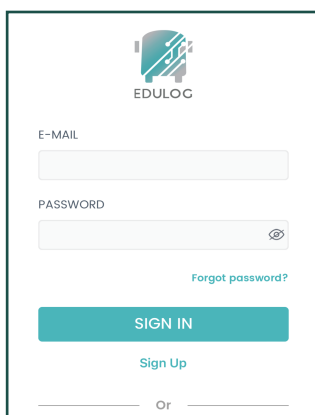 EDULOG
E-MAIL
PASSWORD
Forgot password?
SIGN IN
Sign Up
Or